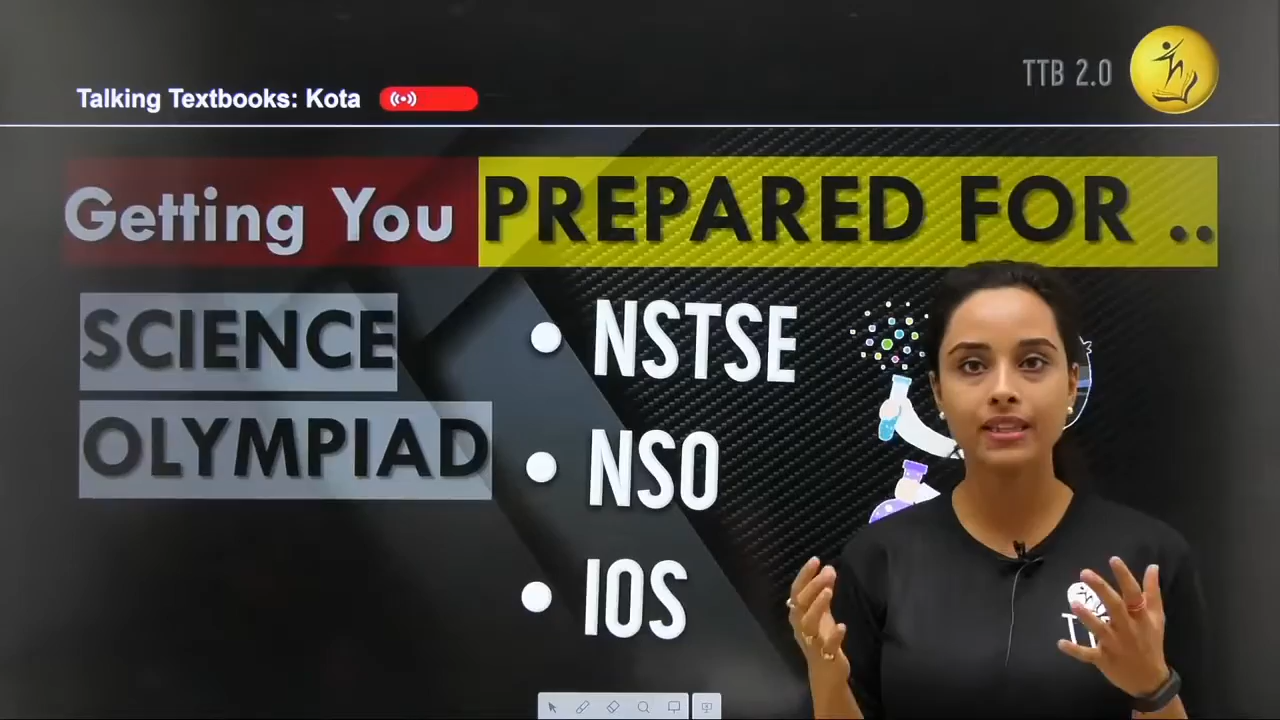 TTB 2.0
Talking Textbooks: Kota
Getting You PREPARED FOR ..
SCIENCE
OLYMPIAD
• NSTSE
• NSO
• IOS